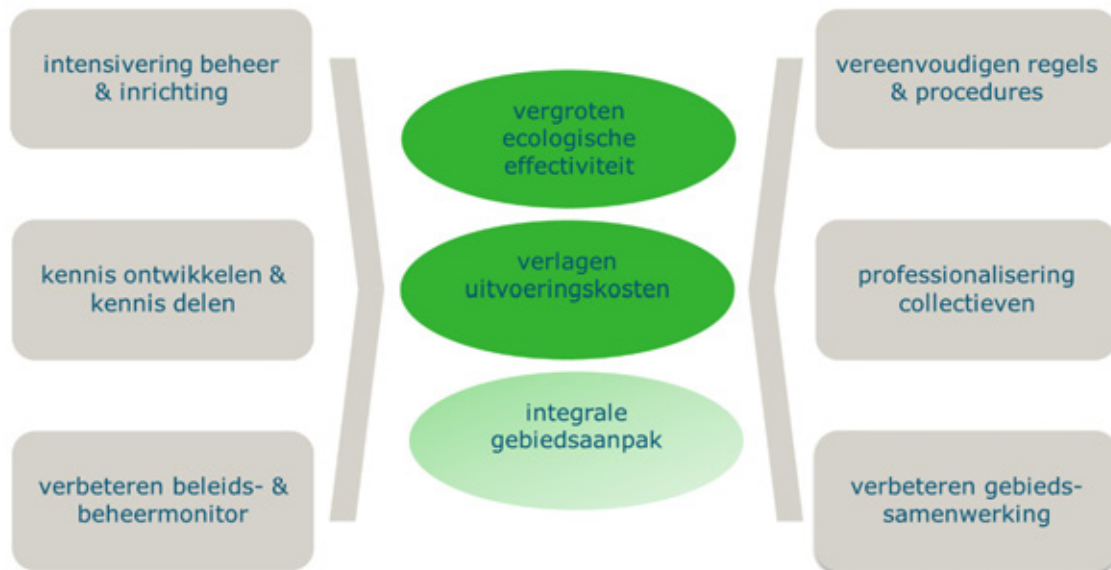 intensivering beheer
& inrichting
kennis ontwikkelen &
kennis delen
verbeteren beleids- &
beheermonitor
vergroten
ecologische
effectiviteit
verlagen
uitvoeringskosten
integrale
gebiedsaanpak
vereenvoudigen regels
& procedures
professionalisering
collectieven
verbeteren gebieds-
samenwerking